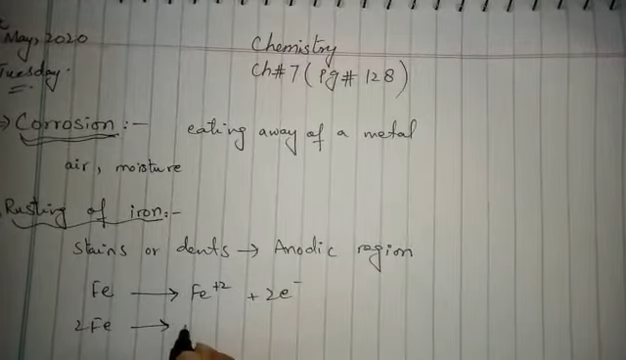 May, 2020
Chemistry
Tuesday.
Ch#7 (Pg# 128)
→ Corrosion :- eating away of a metal
air, moisture
Rusting of iron:-
Stains or dents → Anodic region
Fe → Fe⁺² + 2e⁻
2Fe →